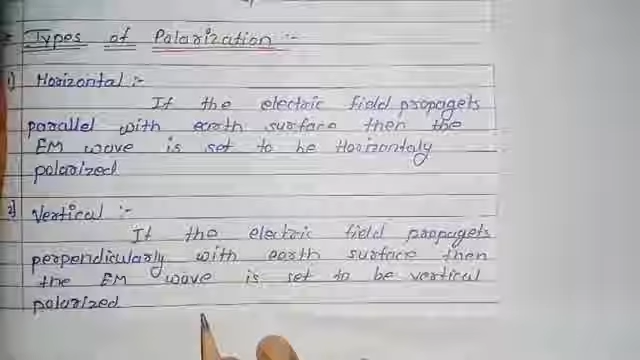 Types of Polarization :-
1) Horizontal :-
If the electric field propagets
parallel with earth surface then the
EM wave is set to be Horizontaly
polarized
2) Vertical :-
If the electric field propagets
perpendicularly with earth surface then
the EM wave is set to be vertical
polarized